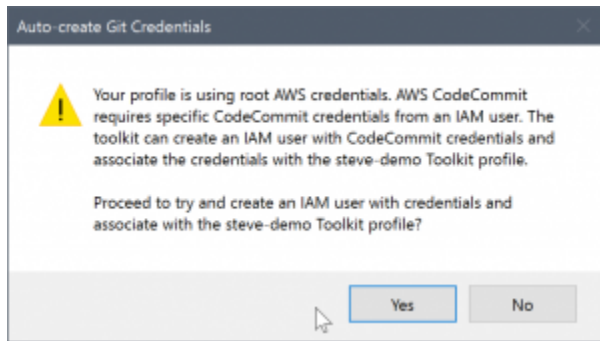 Auto-create Git Credentials
Your profile is using root AWS credentials. AWS CodeCommit
requires specific CodeCommit credentials from an IAM user. The
toolkit can create an IAM user with CodeCommit credentials and
associate the credentials with the steve-demo Toolkit profile.
Proceed to try and create an IAM user with credentials and
associate with the steve-demo Toolkit profile?
Yes
No